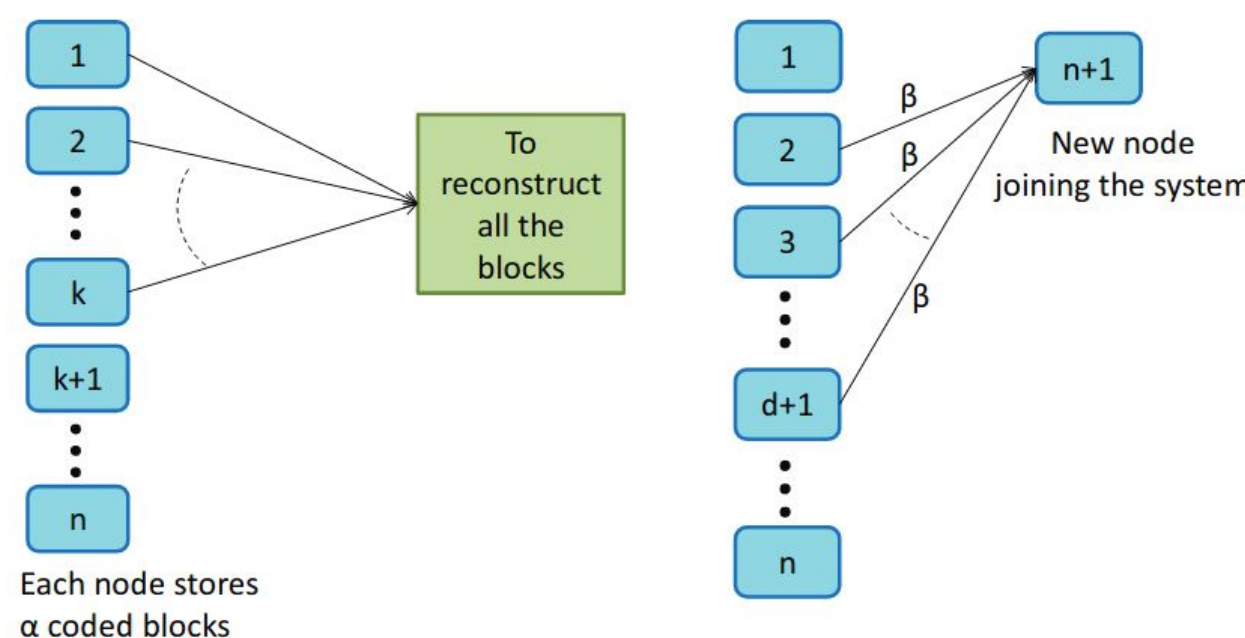 1
2
k
k+1
n
Each node stores
α coded blocks
To
reconstruct
all the
blocks
1
2
3
d+1
n
β
β
β
n+1
New node
joining the system